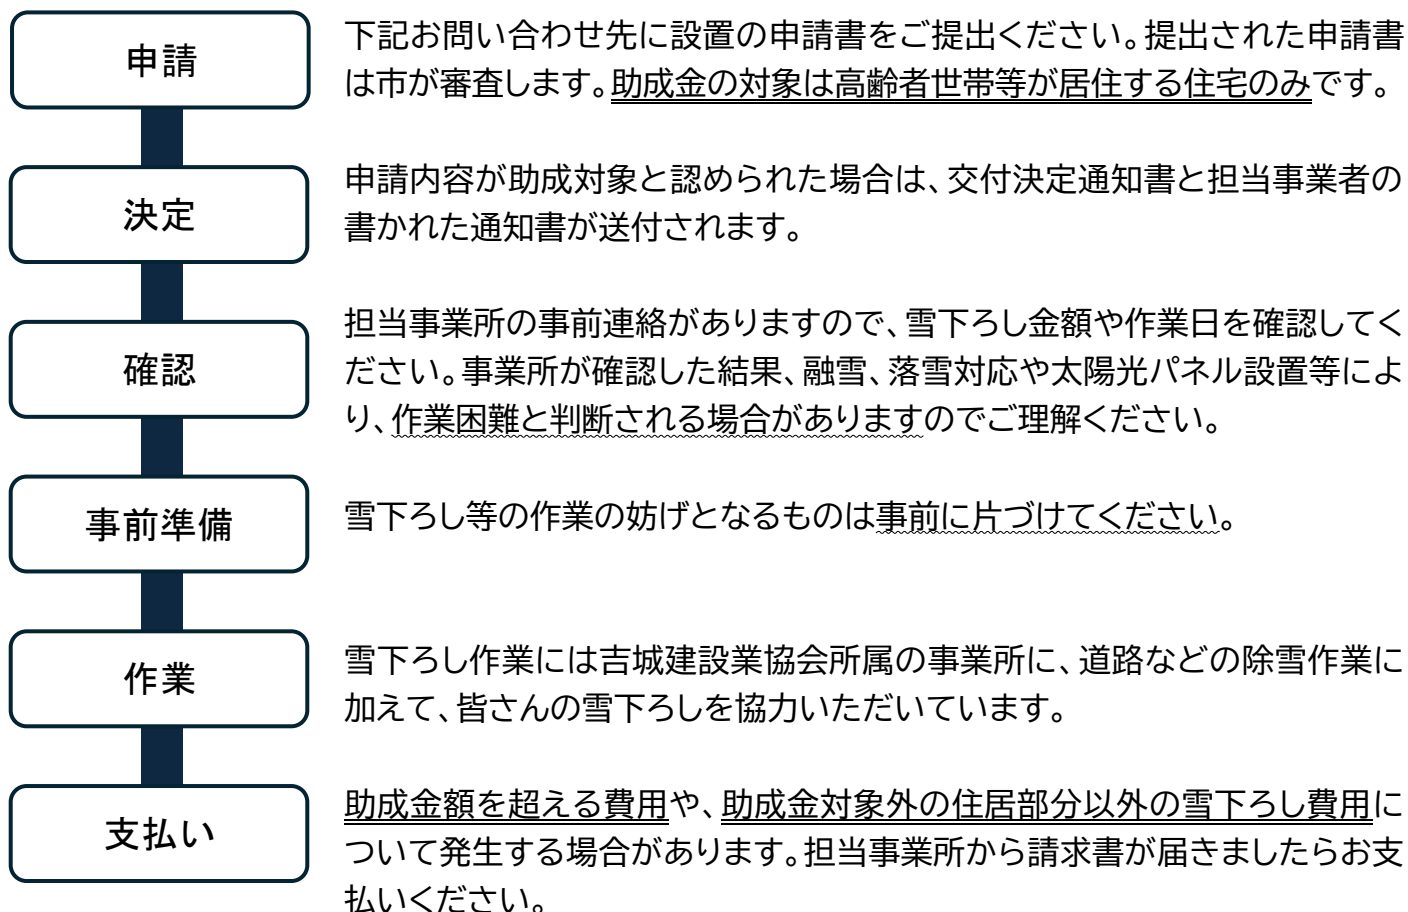 申請
下記お問い合わせ先に設置の申請書をご提出ください。提出された申請書
は市が審査します。助成金の対象は高齢者世帯等が居住する住宅のみです。
決定
申請内容が助成対象と認められた場合は、交付決定通知書と担当事業者の
書かれた通知書が送付されます。
確認
担当事業所の事前連絡がありますので、雪下ろし金額や作業日を確認してく
ださい。事業所が確認した結果、融雪、落雪対応や太陽光パネル設置等によ
り、作業困難と判断される場合がありますのでご理解ください。
事前準備
雪下ろし等の作業の妨げとなるものは事前に片づけてください。
作業
雪下ろし作業には吉城建設業協会所属の事業所に、道路などの除雪作業に
加えて、皆さんの雪下ろしを協力いただいています。
支払い
助成金額を超える費用や、助成金対象外の住居部分以外の雪下ろし費用に
ついて発生する場合があります。担当事業所から請求書が届きましたらお支
払いください。